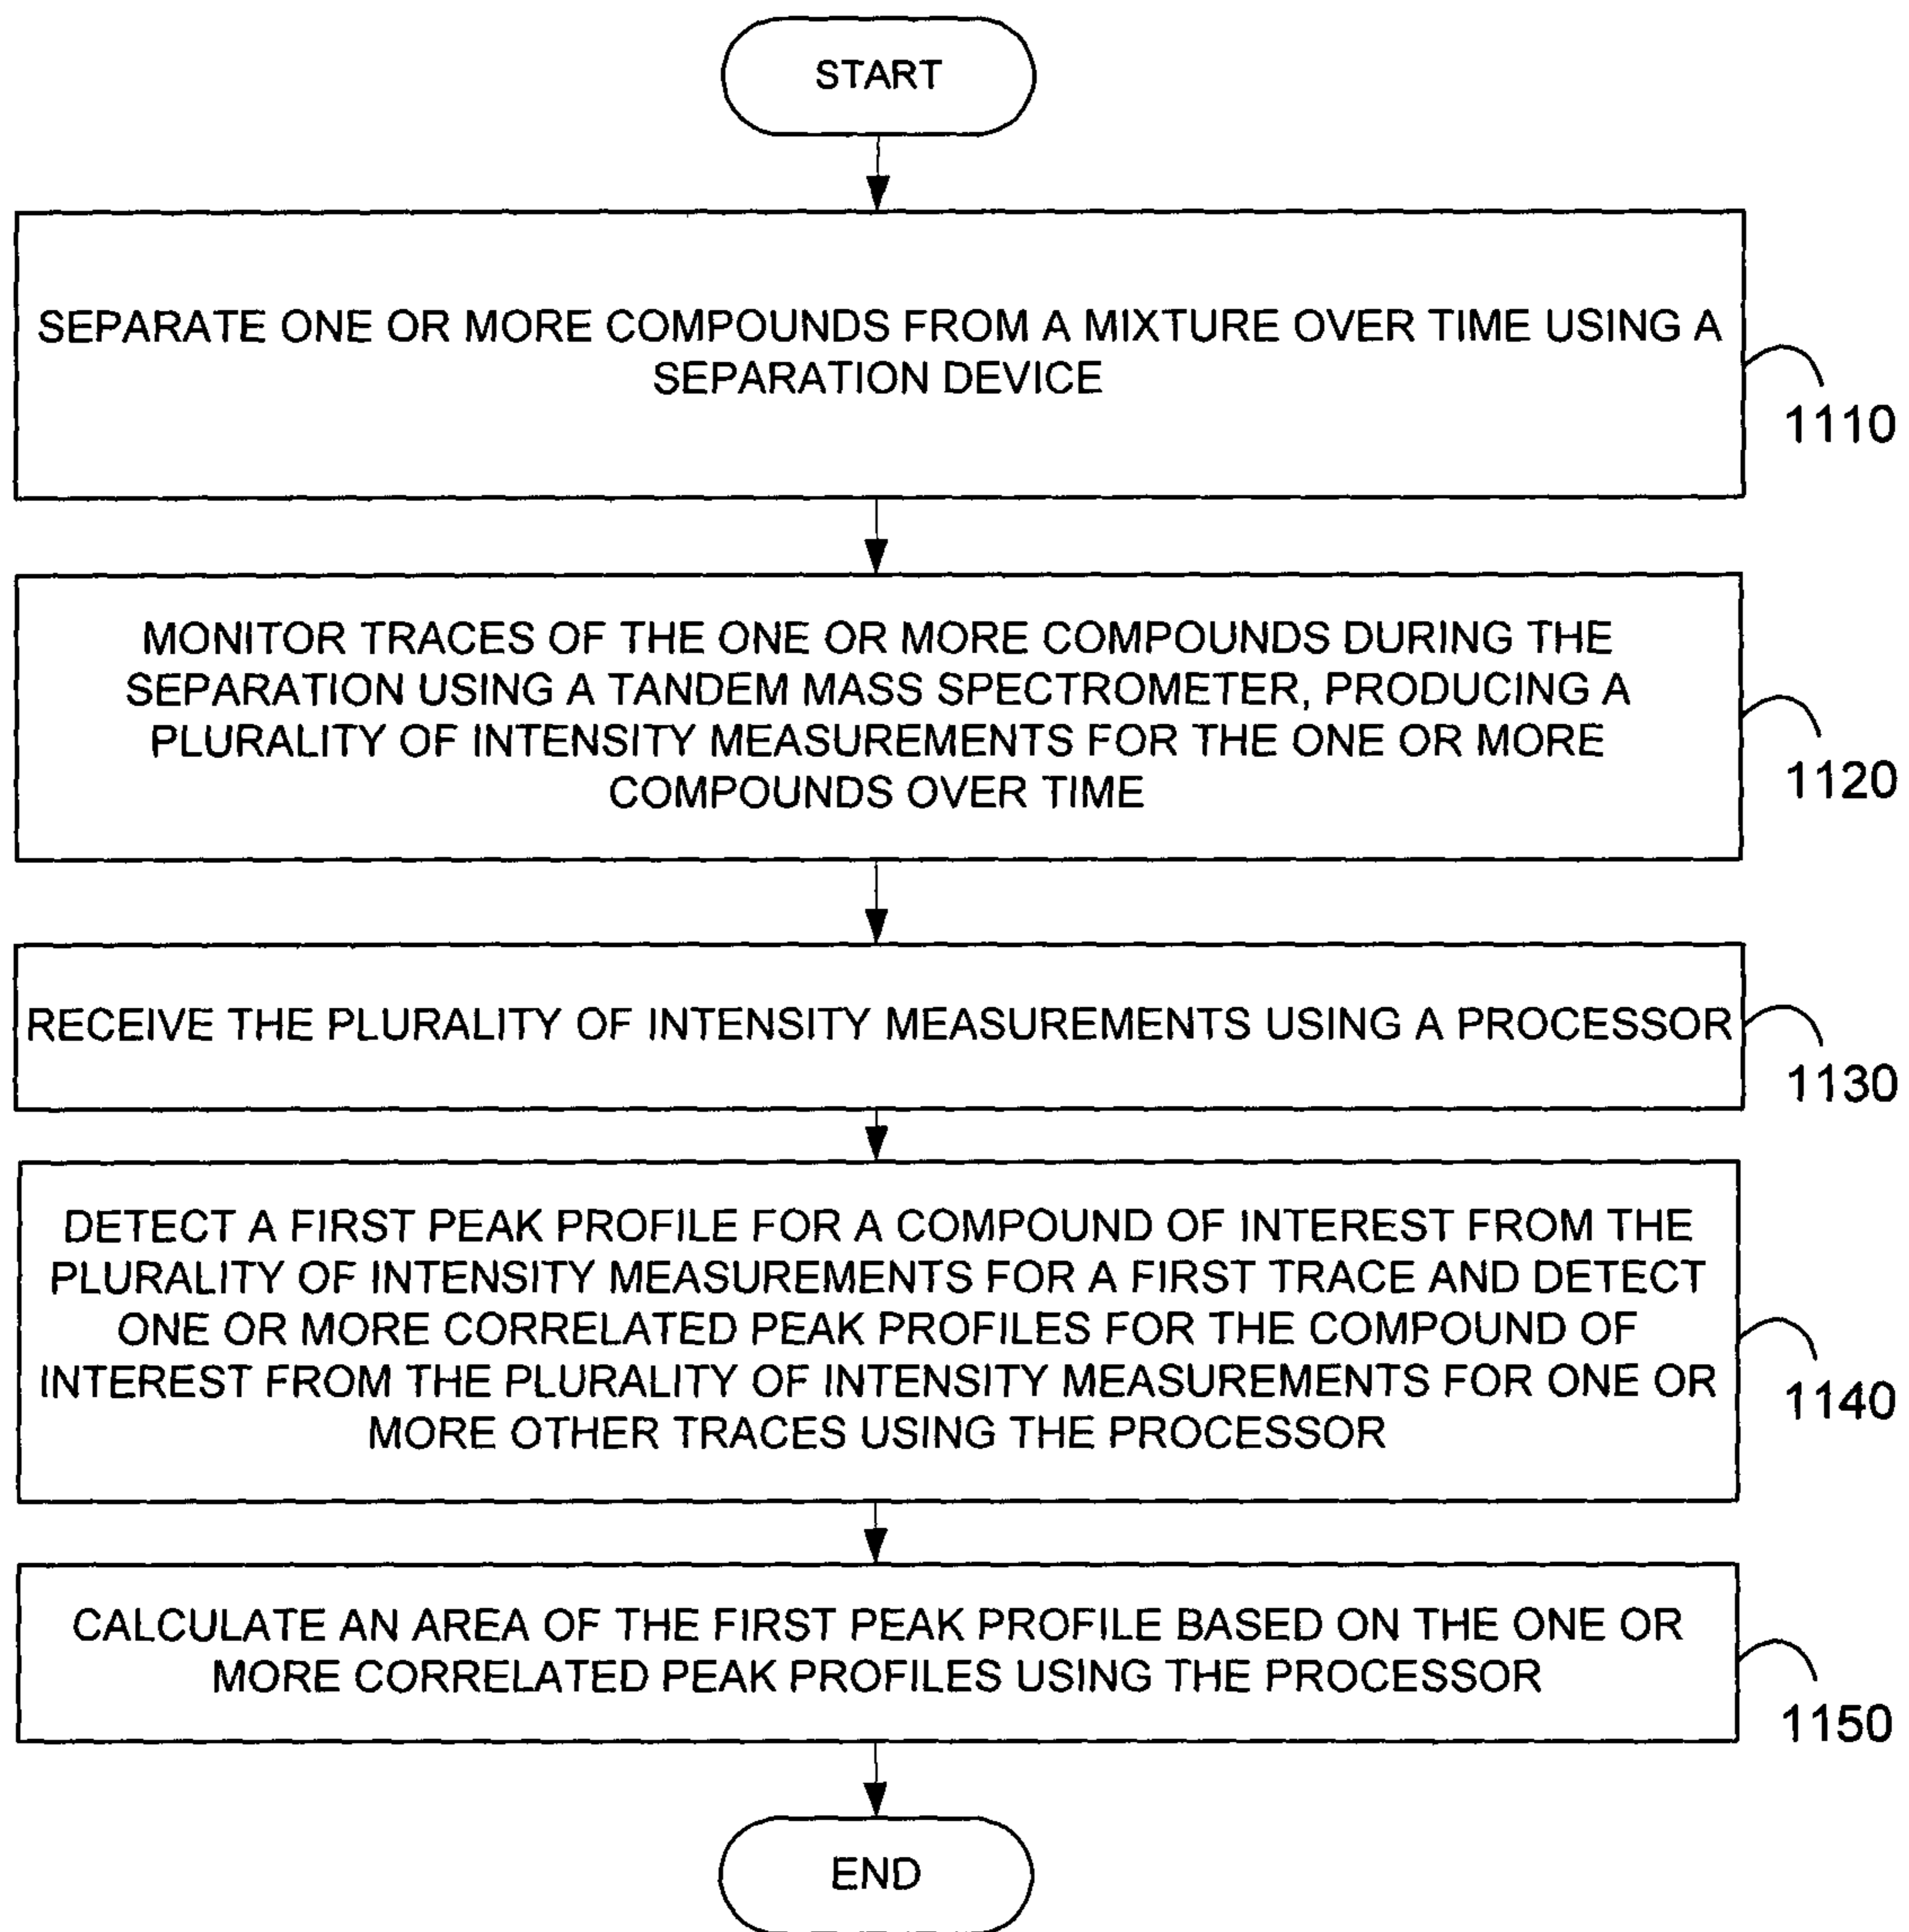 START
SEPARATE ONE OR MORE COMPOUNDS FROM A MIXTURE OVER TIME USING A
SEPARATION DEVICE
1110
MONITOR TRACES OF THE ONE OR MORE COMPOUNDS DURING THE
SEPARATION USING A TANDEM MASS SPECTROMETER, PRODUCING A
PLURALITY OF INTENSITY MEASUREMENTS FOR THE ONE OR MORE
COMPOUNDS OVER TIME
1120
RECEIVE THE PLURALITY OF INTENSITY MEASUREMENTS USING A PROCESSOR
1130
DETECT A FIRST PEAK PROFILE FOR A COMPOUND OF INTEREST FROM THE
PLURALITY OF INTENSITY MEASUREMENTS FOR A FIRST TRACE AND DETECT
ONE OR MORE CORRELATED PEAK PROFILES FOR THE COMPOUND OF
INTEREST FROM THE PLURALITY OF INTENSITY MEASUREMENTS FOR ONE OR
MORE OTHER TRACES USING THE PROCESSOR
1140
CALCULATE AN AREA OF THE FIRST PEAK PROFILE BASED ON THE ONE OR
MORE CORRELATED PEAK PROFILES USING THE PROCESSOR
1150
END